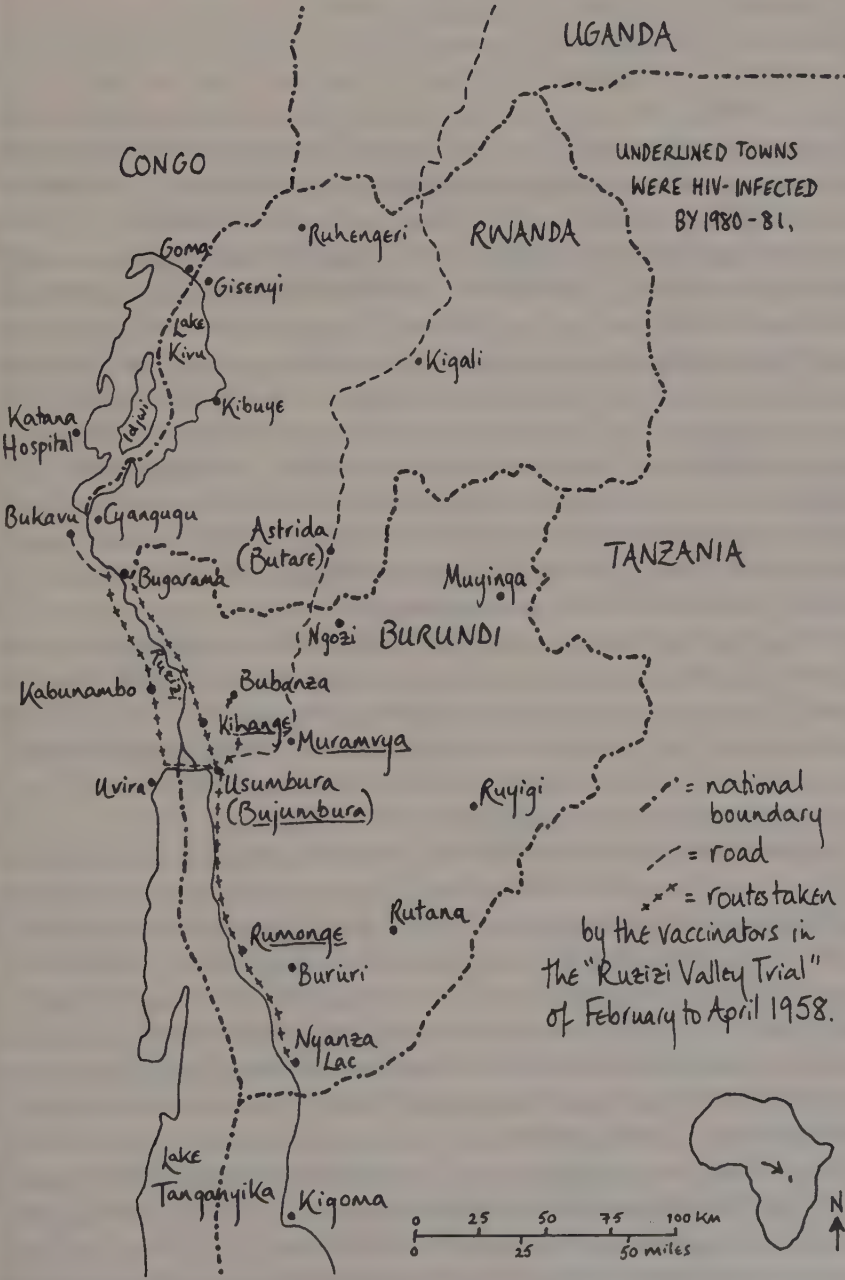 UGANDA
CONGO
UNDERLINED TOWNS
WERE HIV-INFECTED
BY 1980-81.
Ruhengeri
RWANDA
Goma
Gisenyi
Lake
Kivu
Kigali
Idjwi
Kibuye
Katana
Hospital
Bukavu
Cyangugu
Astrida
(Butare)
TANZANIA
Bugarama
Muyinga
Ngozi
BURUNDI
Ruzizi
Kabunambo
Bubanza
Kihange
Muramvya
Uvira
Usumbura
(Bujumbura)
Ruyigi
= national
boundary
= road
= routes taken
by the vaccinators in
the "Ruzizi Valley Trial"
of February to April 1958.
Rutana
Rumonge
Bururi
Nyanza
Lac
Lake
Tanganyika
Kigoma
0 25 50 75 100 KM
0 25 50 miles
N